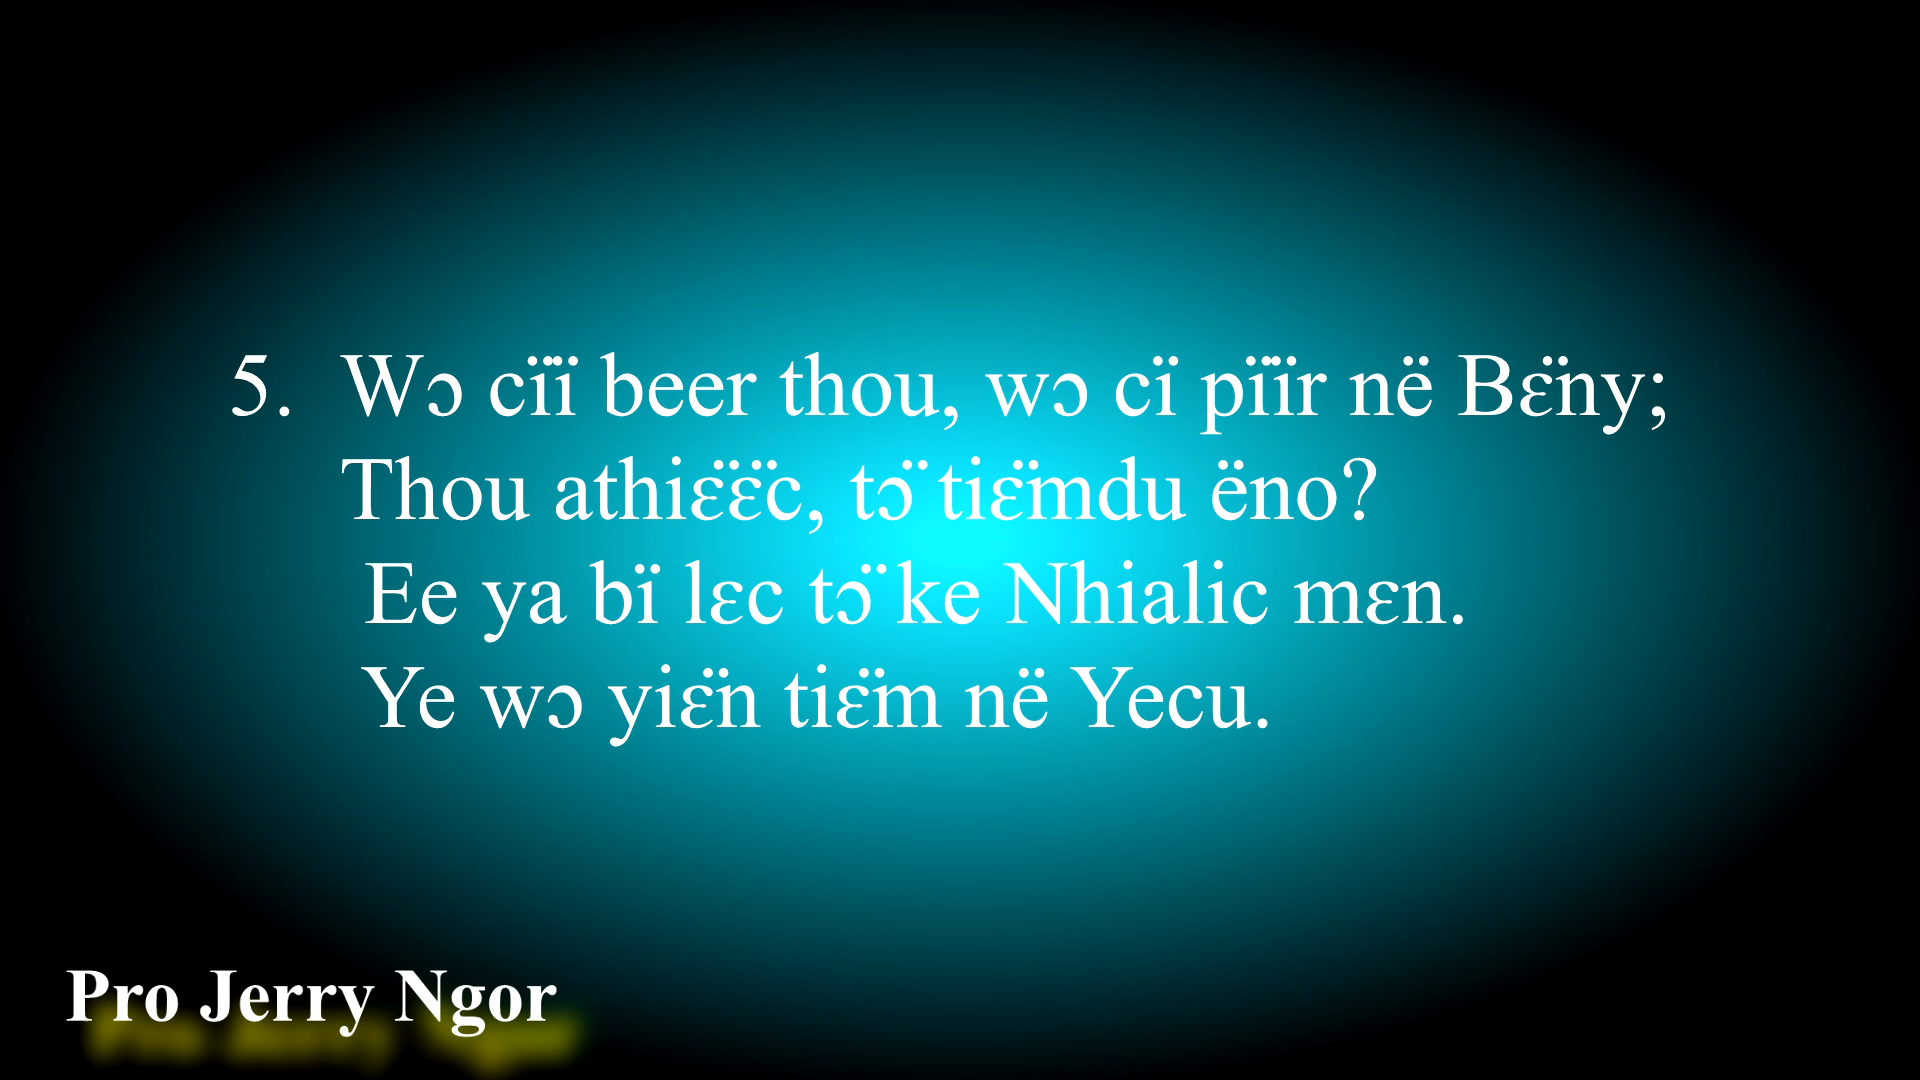 5. Wɔ cïï beer thou, wɔ cï pïïr në Bɛ̈ny;
Thou athiɛ̈ɛ̈c, tɔ̈ tiɛ̈mdu ëno?
Ee ya bï lɛc tɔ̈ ke Nhialic mɛn.
Ye wɔ yiɛ̈n tiɛ̈m në Yecu.
Pro Jerry Ngor